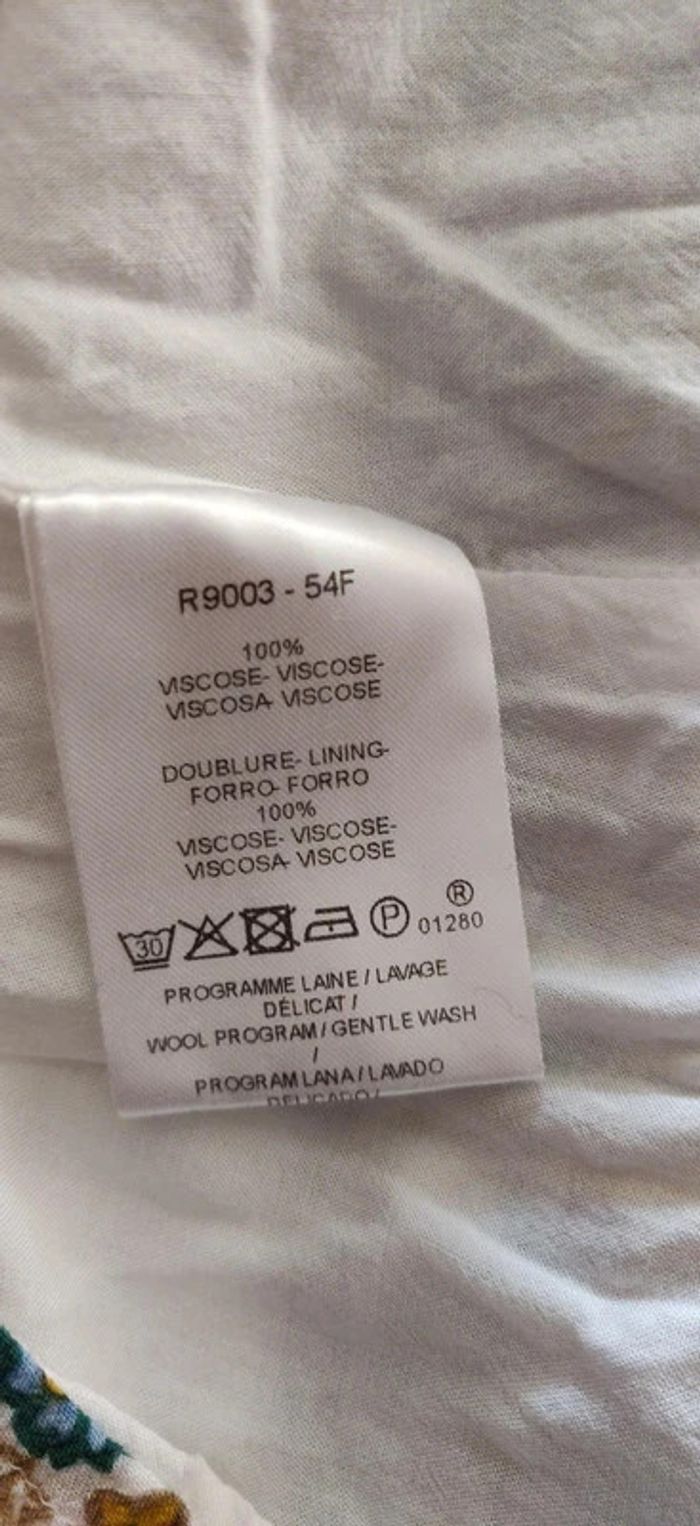 R9003 - 54F
100%
VISCOSE- VISCOSE-
VISCOSA- VISCOSE
DOUBLURE- LINING-
FORRO- FORRO
100%
VISCOSE- VISCOSE-
VISCOSA- VISCOSE
30 P ® 01280
PROGRAMME LAINE / LAVAGE
DÉLICAT /
WOOL PROGRAM / GENTLE WASH
/
PROGRAM LANA / LAVADO
DELICADO /